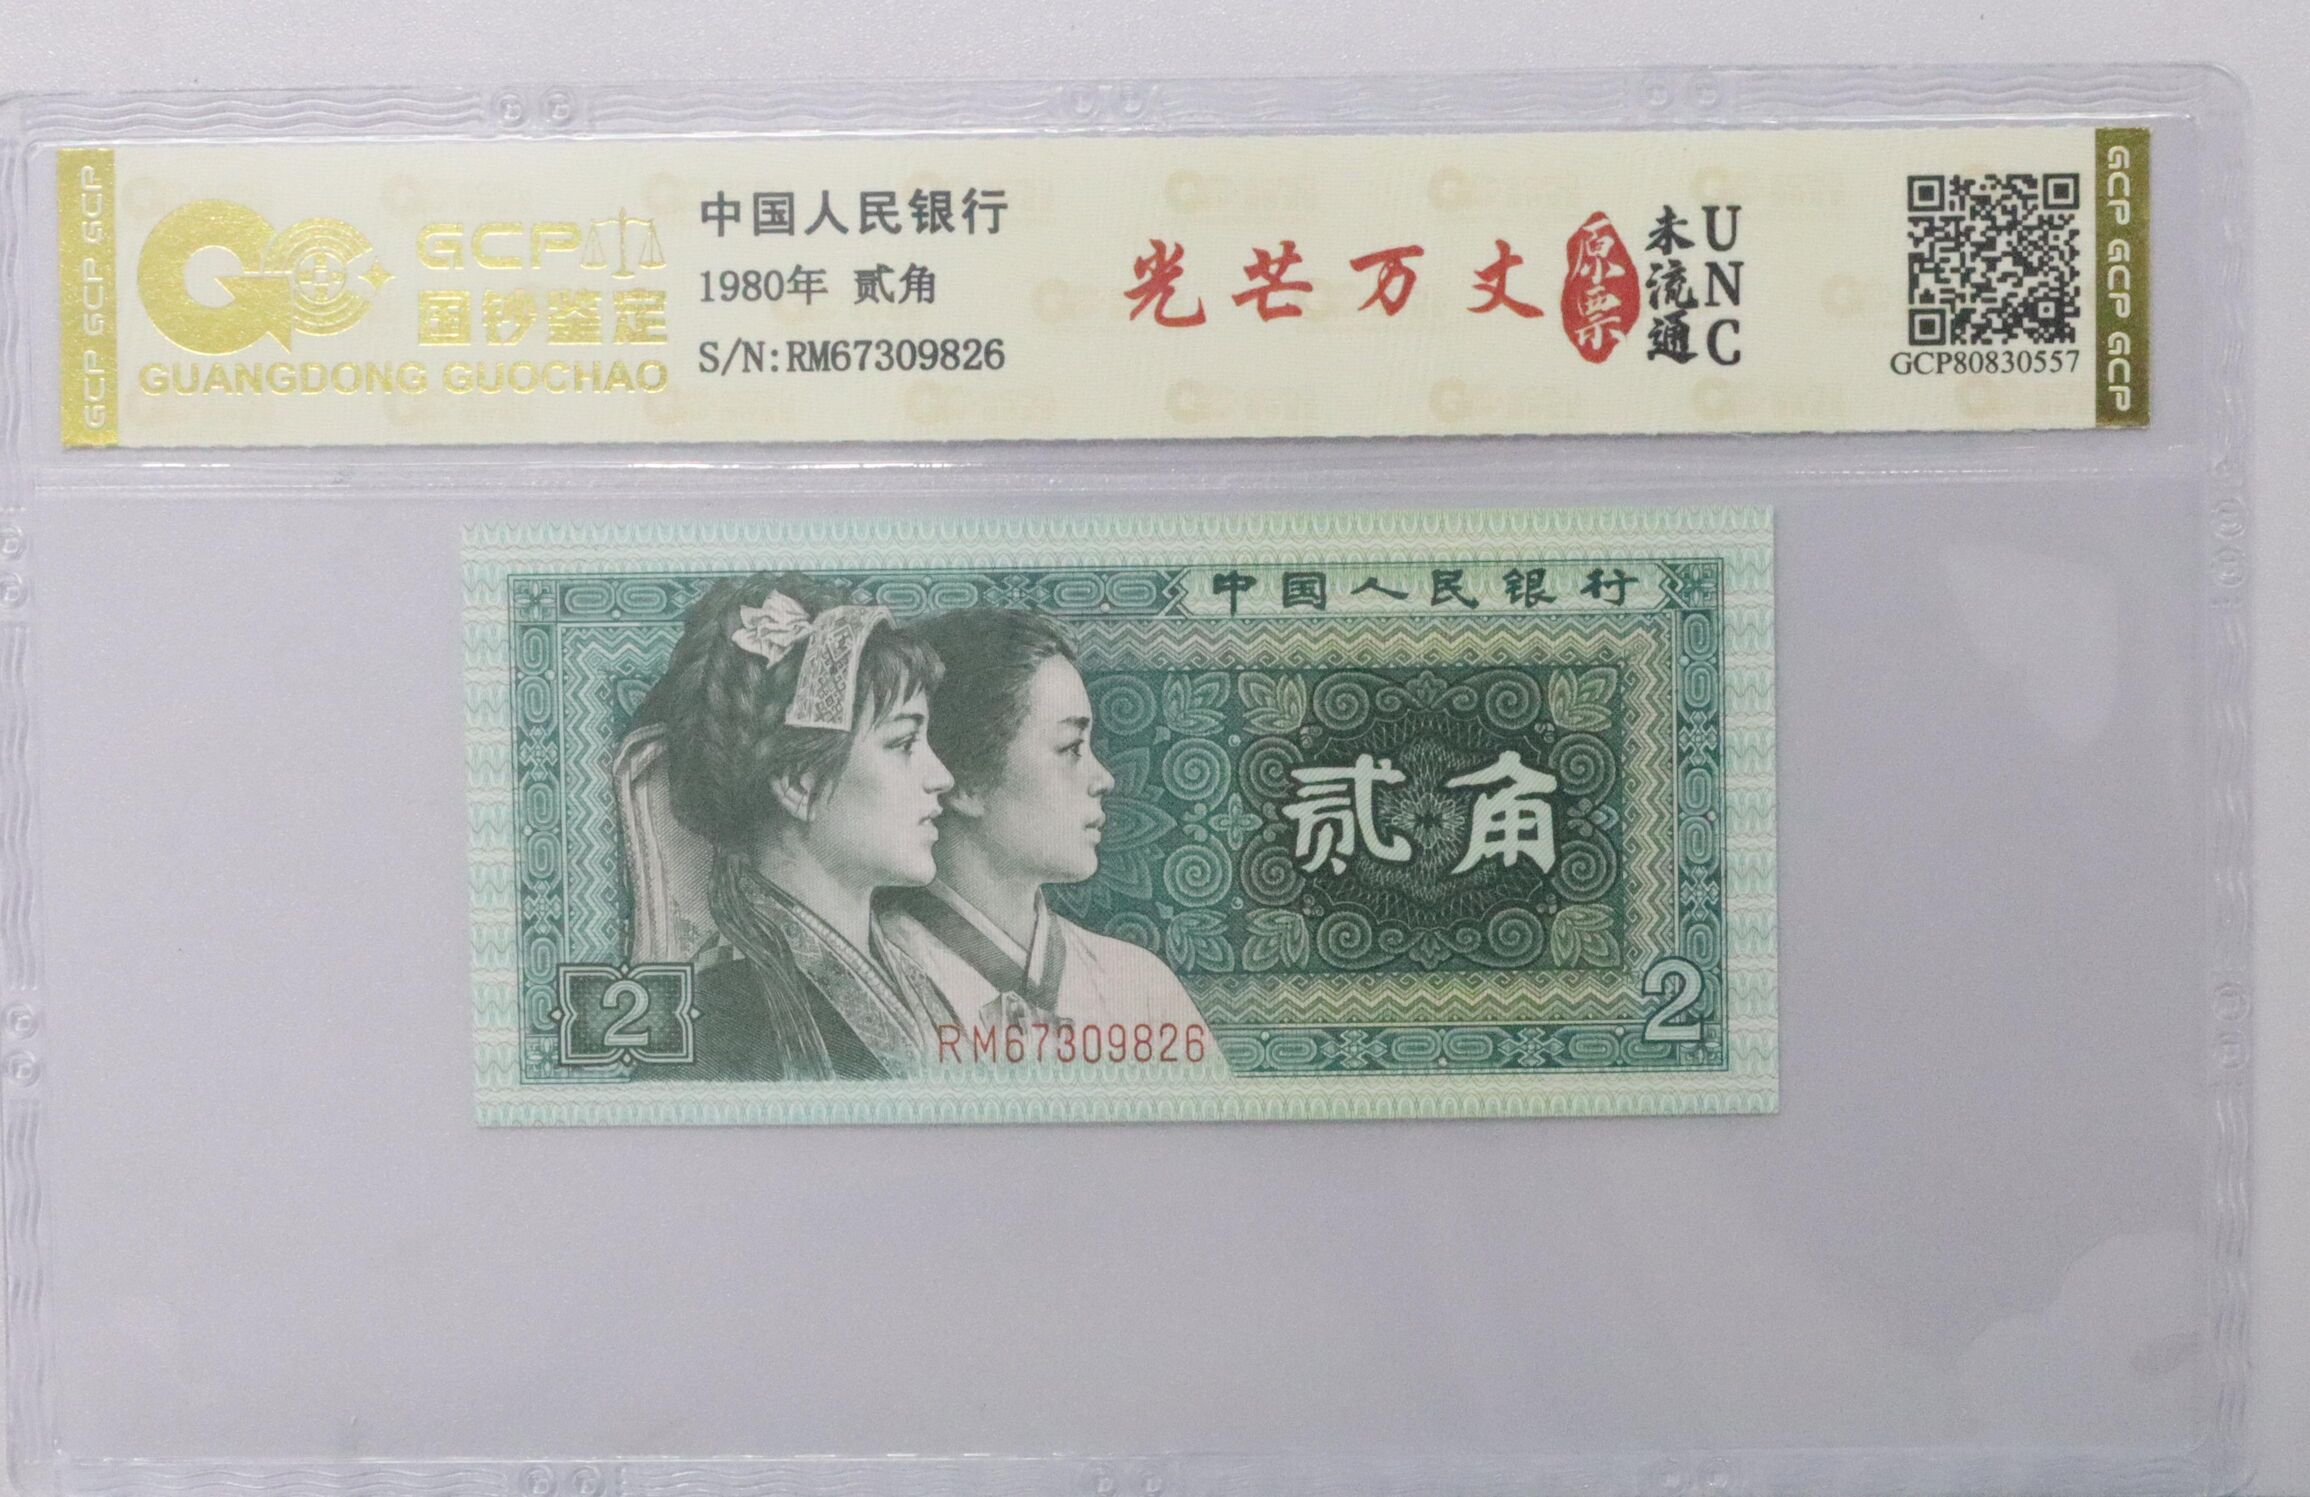 GCP GCP GCP
GCP
国钞鉴定
GUANGDONG GUOCHAO
中国人民银行
1980年 贰角
S/N:RM67309826
光芒万丈
原票
未流通
UNC
GCP80830557
GCP GCP GCP
中国人民银行
贰角
2
2
RM67309826